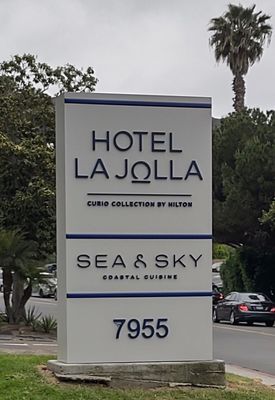 HOTEL
LA JOLLA
CURIO COLLECTION BY HILTON
SEA & SKY
COASTAL CUISINE
7955